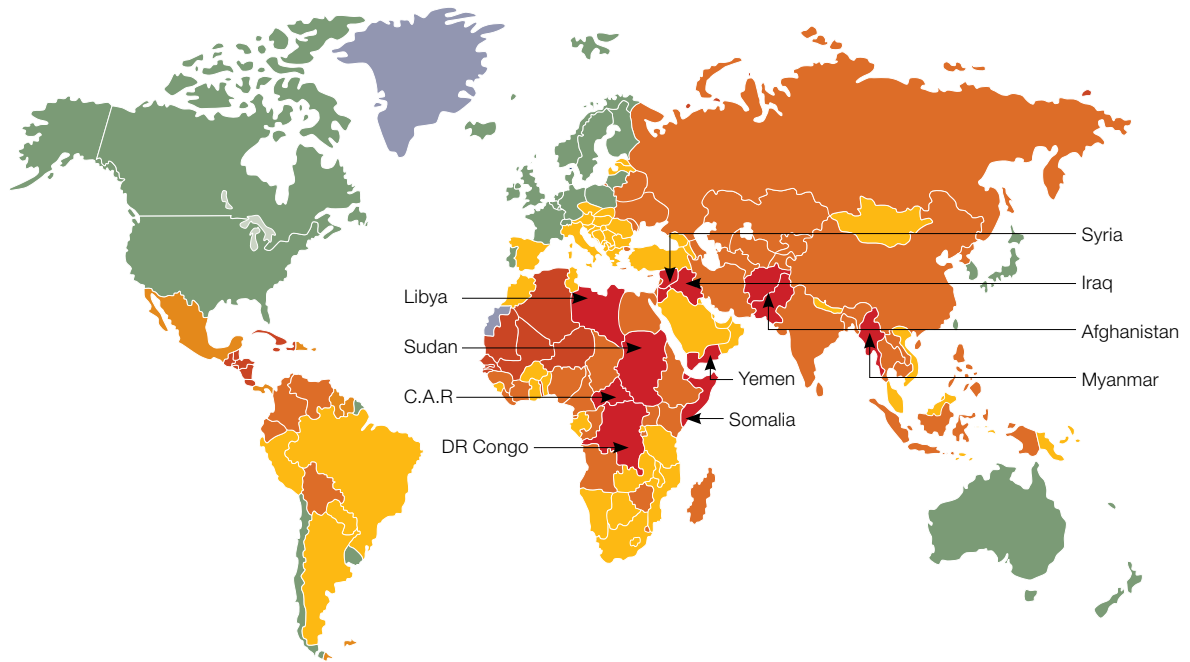 Syria
Iraq
Libya
Afghanistan
Sudan
Yemen
Myanmar
C.A.R
Somalia
DR Congo